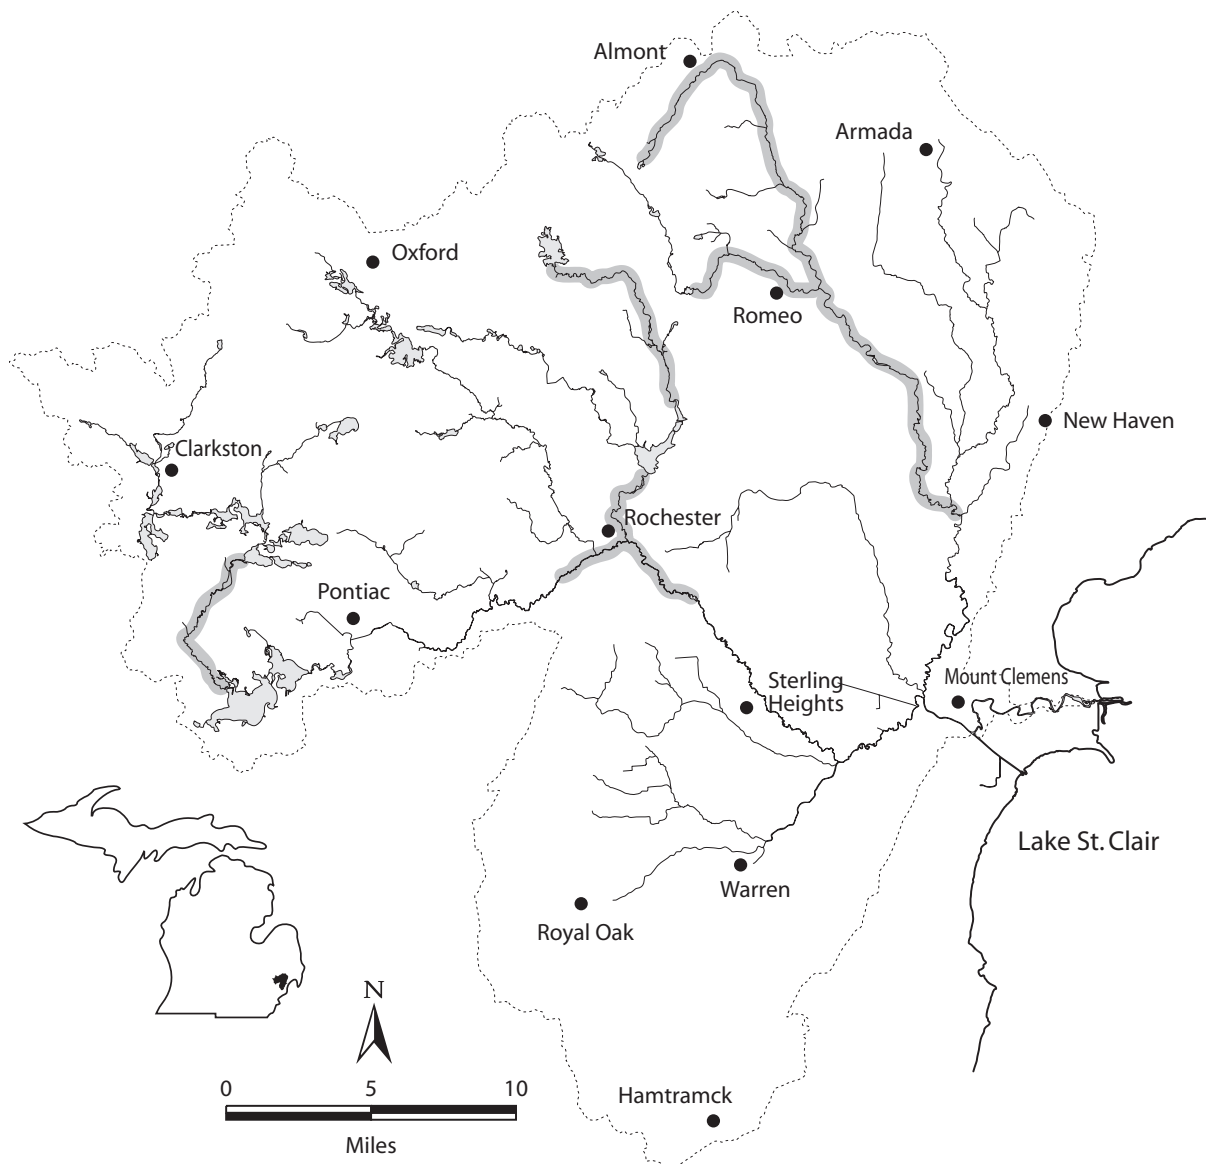 Almont
Armada
Oxford
Romeo
New Haven
Clarkston
Rochester
Pontiac
Sterling
Heights
Mount Clemens
Lake St. Clair
Warren
Royal Oak
N
0 5 10
Miles
Hamtramck